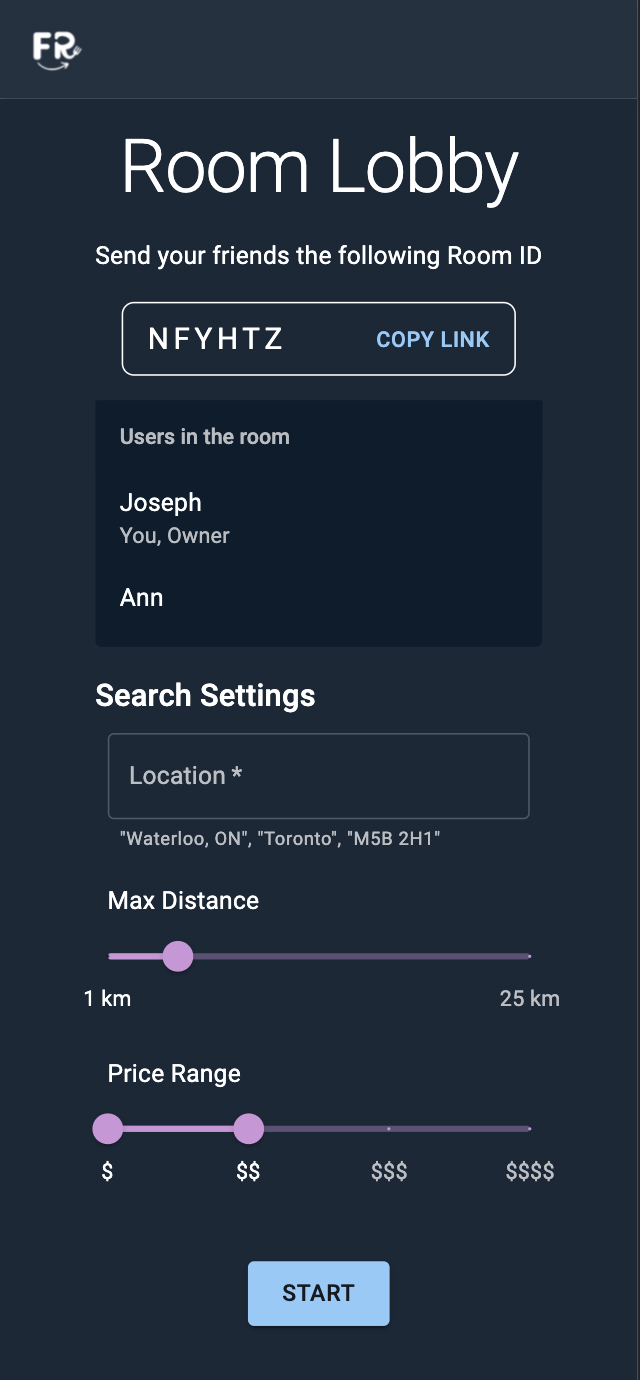 FR
Room Lobby
Send your friends the following Room ID
NFYHTZ COPY LINK
Users in the room
Joseph
You, Owner
Ann
Search Settings
Location *
"Waterloo, ON", "Toronto", "M5B 2H1"
Max Distance
1 km 25 km
Price Range
$ $$ $$$ $$$$
START